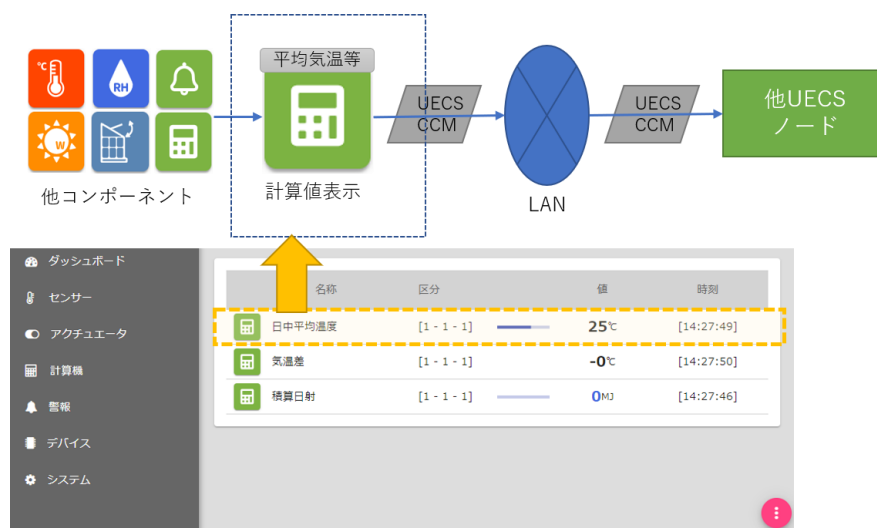 ℃
RH
W
他コンポーネント
平均気温等
計算値表示
UECS
CCM
LAN
UECS
CCM
他UECS
ノード
ダッシュボード
センサー
アクチュエータ
計算機
警報
デバイス
システム
名称 区分 値 時刻
日中平均温度 [1 - 1 - 1] 25℃ [14:27:49]
気温差 [1 - 1 - 1] -0℃ [14:27:50]
積算日射 [1 - 1 - 1] 0MJ [14:27:46]